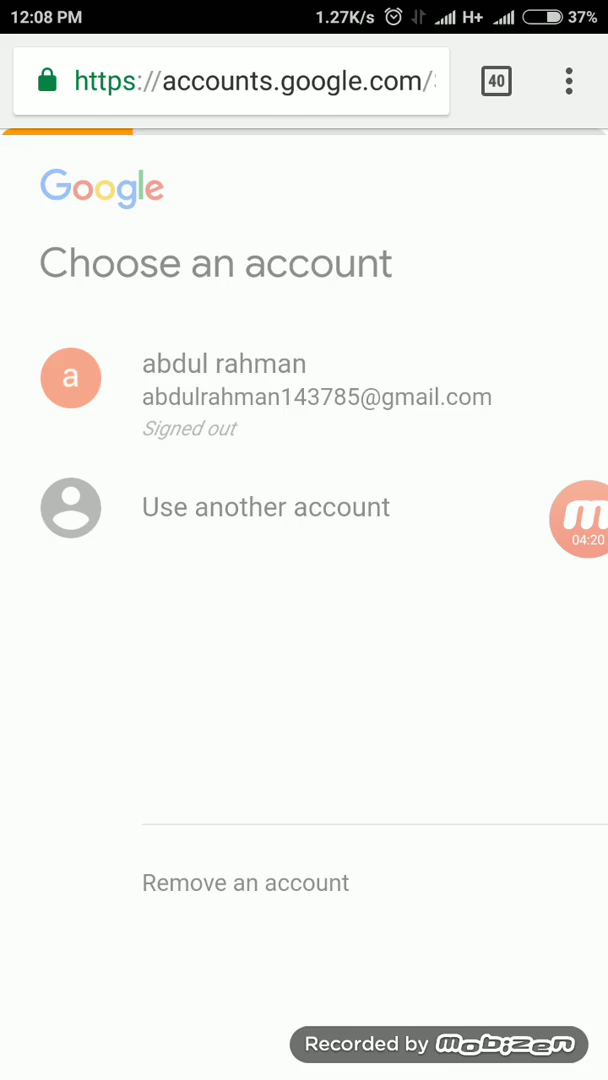 12:08 PM 1.27K/s H+ 37%
https://accounts.google.com/
40
Google
Choose an account
a
abdul rahman
abdulrahman143785@gmail.com
Signed out
Use another account
m
04:20
Remove an account
Recorded by mobizen